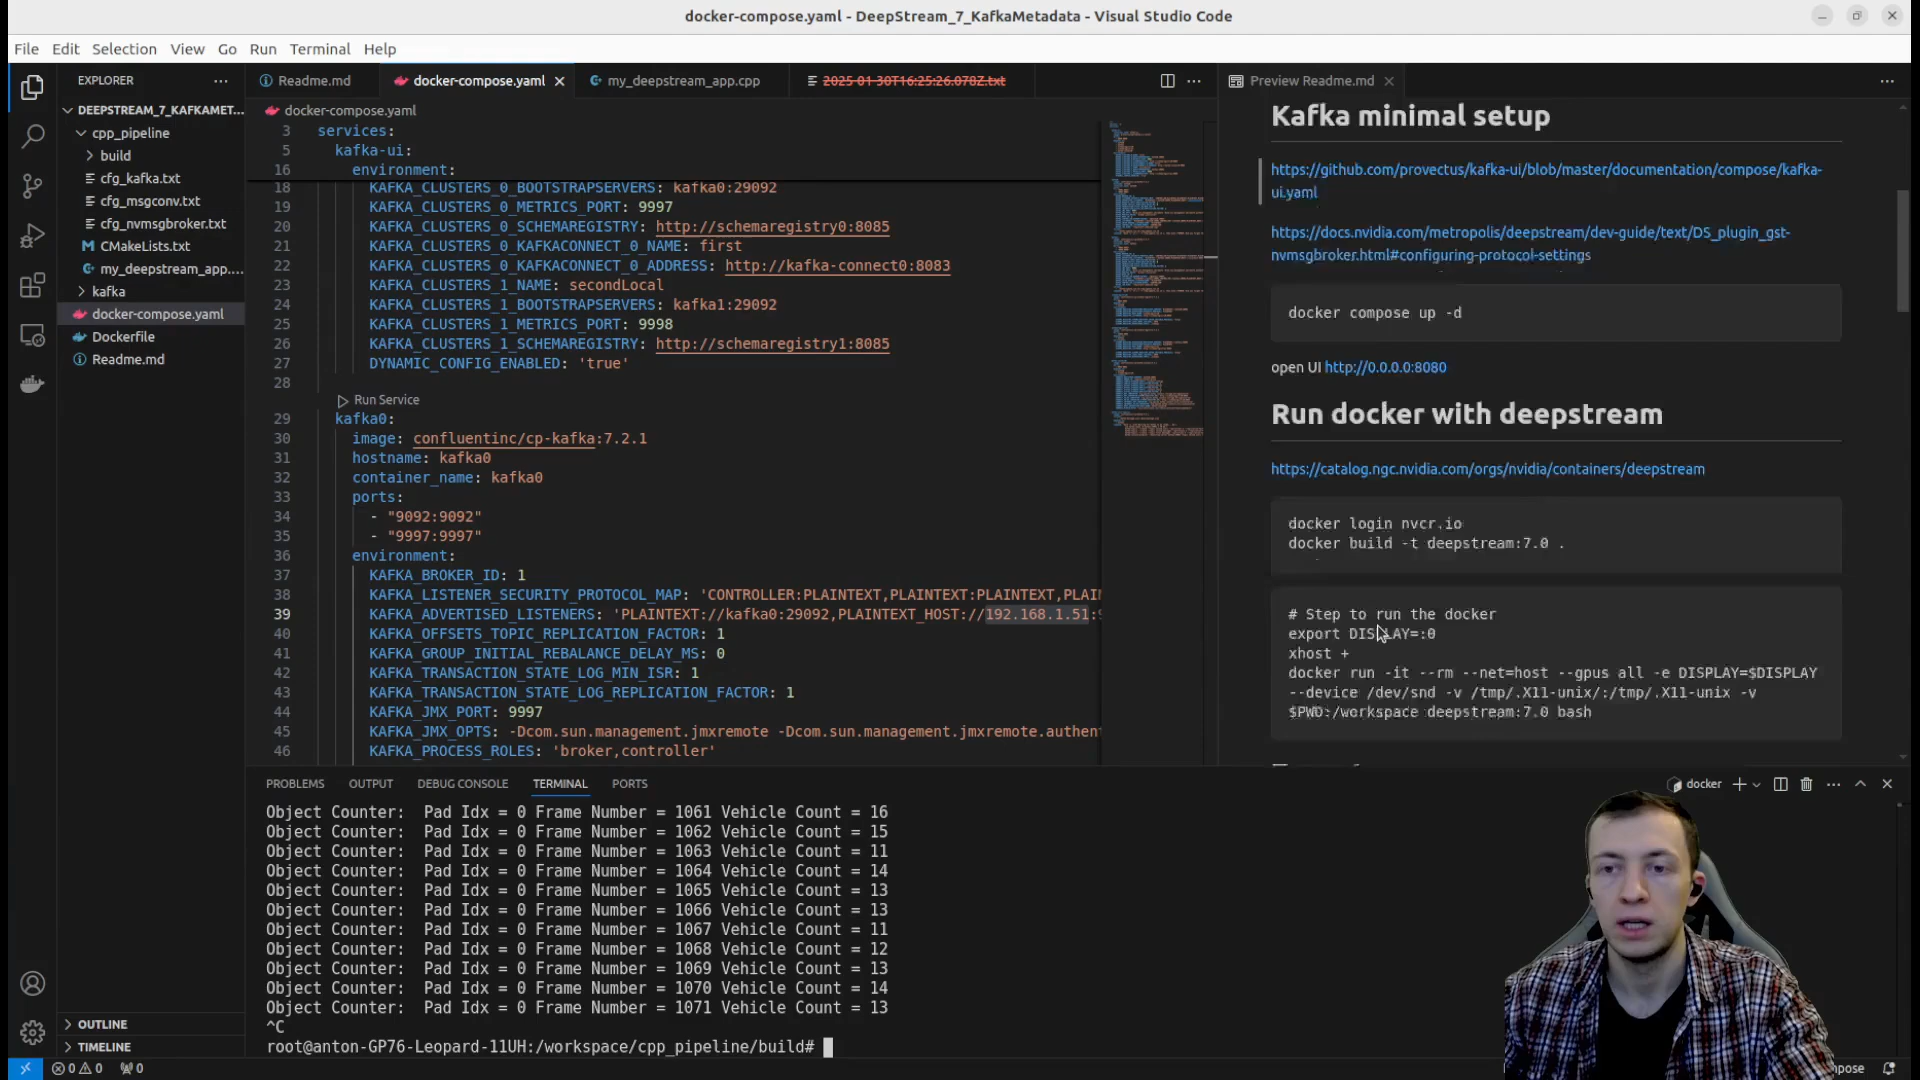 docker-compose.yaml - DeepStream_7_KafkaMetadata - Visual Studio Code
File Edit Selection View Go Run Terminal Help
EXPLORER
DEEPSTREAM_7_KAFKAMET...
cpp_pipeline
build
cfg_kafka.txt
cfg_msgconv.txt
cfg_nvmsgbroker.txt
CMakeLists.txt
my_deepstream_app....
kafka
docker-compose.yaml
Dockerfile
Readme.md
OUTLINE
TIMELINE
Readme.md docker-compose.yaml my_deepstream_app.cpp 2025-01-30T16:25:26.078Z.txt
docker-compose.yaml
3 services:
5 kafka-ui:
16 environment:
18 KAFKA_CLUSTERS_0_BOOTSTRAPSERVERS: kafka0:29092
19 KAFKA_CLUSTERS_0_METRICS_PORT: 9997
20 KAFKA_CLUSTERS_0_SCHEMAREGISTRY: http://schemaregistry0:8085
21 KAFKA_CLUSTERS_0_KAFKACONNECT_0_NAME: first
22 KAFKA_CLUSTERS_0_KAFKACONNECT_0_ADDRESS: http://kafka-connect0:8083
23 KAFKA_CLUSTERS_1_NAME: secondLocal
24 KAFKA_CLUSTERS_1_BOOTSTRAPSERVERS: kafka1:29092
25 KAFKA_CLUSTERS_1_METRICS_PORT: 9998
26 KAFKA_CLUSTERS_1_SCHEMAREGISTRY: http://schemaregistry1:8085
27 DYNAMIC_CONFIG_ENABLED: 'true'
28
Run Service
29 kafka0:
30 image: confluentinc/cp-kafka:7.2.1
31 hostname: kafka0
32 container_name: kafka0
33 ports:
34 - "9092:9092"
35 - "9997:9997"
36 environment:
37 KAFKA_BROKER_ID: 1
38 KAFKA_LISTENER_SECURITY_PROTOCOL_MAP: 'CONTROLLER:PLAINTEXT,PLAINTEXT:PLAINTEXT,PLAI
39 KAFKA_ADVERTISED_LISTENERS: 'PLAINTEXT://kafka0:29092,PLAINTEXT_HOST://192.168.1.51:9
40 KAFKA_OFFSETS_TOPIC_REPLICATION_FACTOR: 1
41 KAFKA_GROUP_INITIAL_REBALANCE_DELAY_MS: 0
42 KAFKA_TRANSACTION_STATE_LOG_MIN_ISR: 1
43 KAFKA_TRANSACTION_STATE_LOG_REPLICATION_FACTOR: 1
44 KAFKA_JMX_PORT: 9997
45 KAFKA_JMX_OPTS: -Dcom.sun.management.jmxremote -Dcom.sun.management.jmxremote.authent
46 KAFKA_PROCESS_ROLES: 'broker,controller'
Preview Readme.md
Kafka minimal setup
https://github.com/provectus/kafka-ui/blob/master/documentation/compose/kafka-
ui.yaml
https://docs.nvidia.com/metropolis/deepstream/dev-guide/text/DS_plugin_gst-
nvmsgbroker.html#configuring-protocol-settings
docker compose up -d
open UI http://0.0.0.0:8080
Run docker with deepstream
https://catalog.ngc.nvidia.com/orgs/nvidia/containers/deepstream
docker login nvcr.io
docker build -t deepstream:7.0 .
# Step to run the docker
export DISPLAY=:0
xhost +
docker run -it --rm --net=host --gpus all -e DISPLAY=$DISPLAY
--device /dev/snd -v /tmp/.X11-unix/:/tmp/.X11-unix -v
$PWD:/workspace deepstream:7.0 bash
PROBLEMS OUTPUT DEBUG CONSOLE TERMINAL PORTS
docker
Object Counter: Pad Idx = 0 Frame Number = 1061 Vehicle Count = 16
Object Counter: Pad Idx = 0 Frame Number = 1062 Vehicle Count = 15
Object Counter: Pad Idx = 0 Frame Number = 1063 Vehicle Count = 11
Object Counter: Pad Idx = 0 Frame Number = 1064 Vehicle Count = 14
Object Counter: Pad Idx = 0 Frame Number = 1065 Vehicle Count = 13
Object Counter: Pad Idx = 0 Frame Number = 1066 Vehicle Count = 13
Object Counter: Pad Idx = 0 Frame Number = 1067 Vehicle Count = 11
Object Counter: Pad Idx = 0 Frame Number = 1068 Vehicle Count = 12
Object Counter: Pad Idx = 0 Frame Number = 1069 Vehicle Count = 13
Object Counter: Pad Idx = 0 Frame Number = 1070 Vehicle Count = 14
Object Counter: Pad Idx = 0 Frame Number = 1071 Vehicle Count = 13
^C
root@anton-GP76-Leopard-11UH:/workspace/cpp_pipeline/build#
0 0 0 mpose